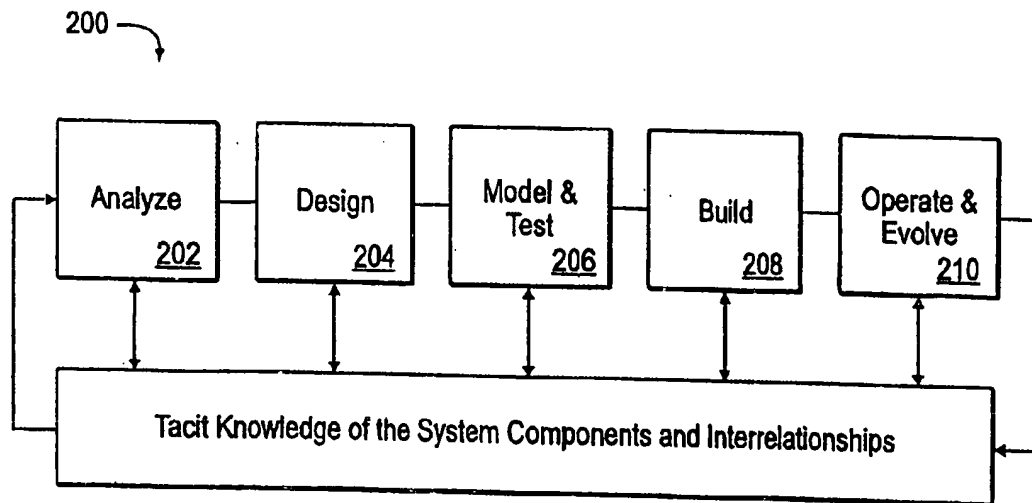 200
Analyze
202
Design
204
Model &
Test
206
Build
208
Operate &
Evolve
210
Tacit Knowledge of the System Components and Interrelationships